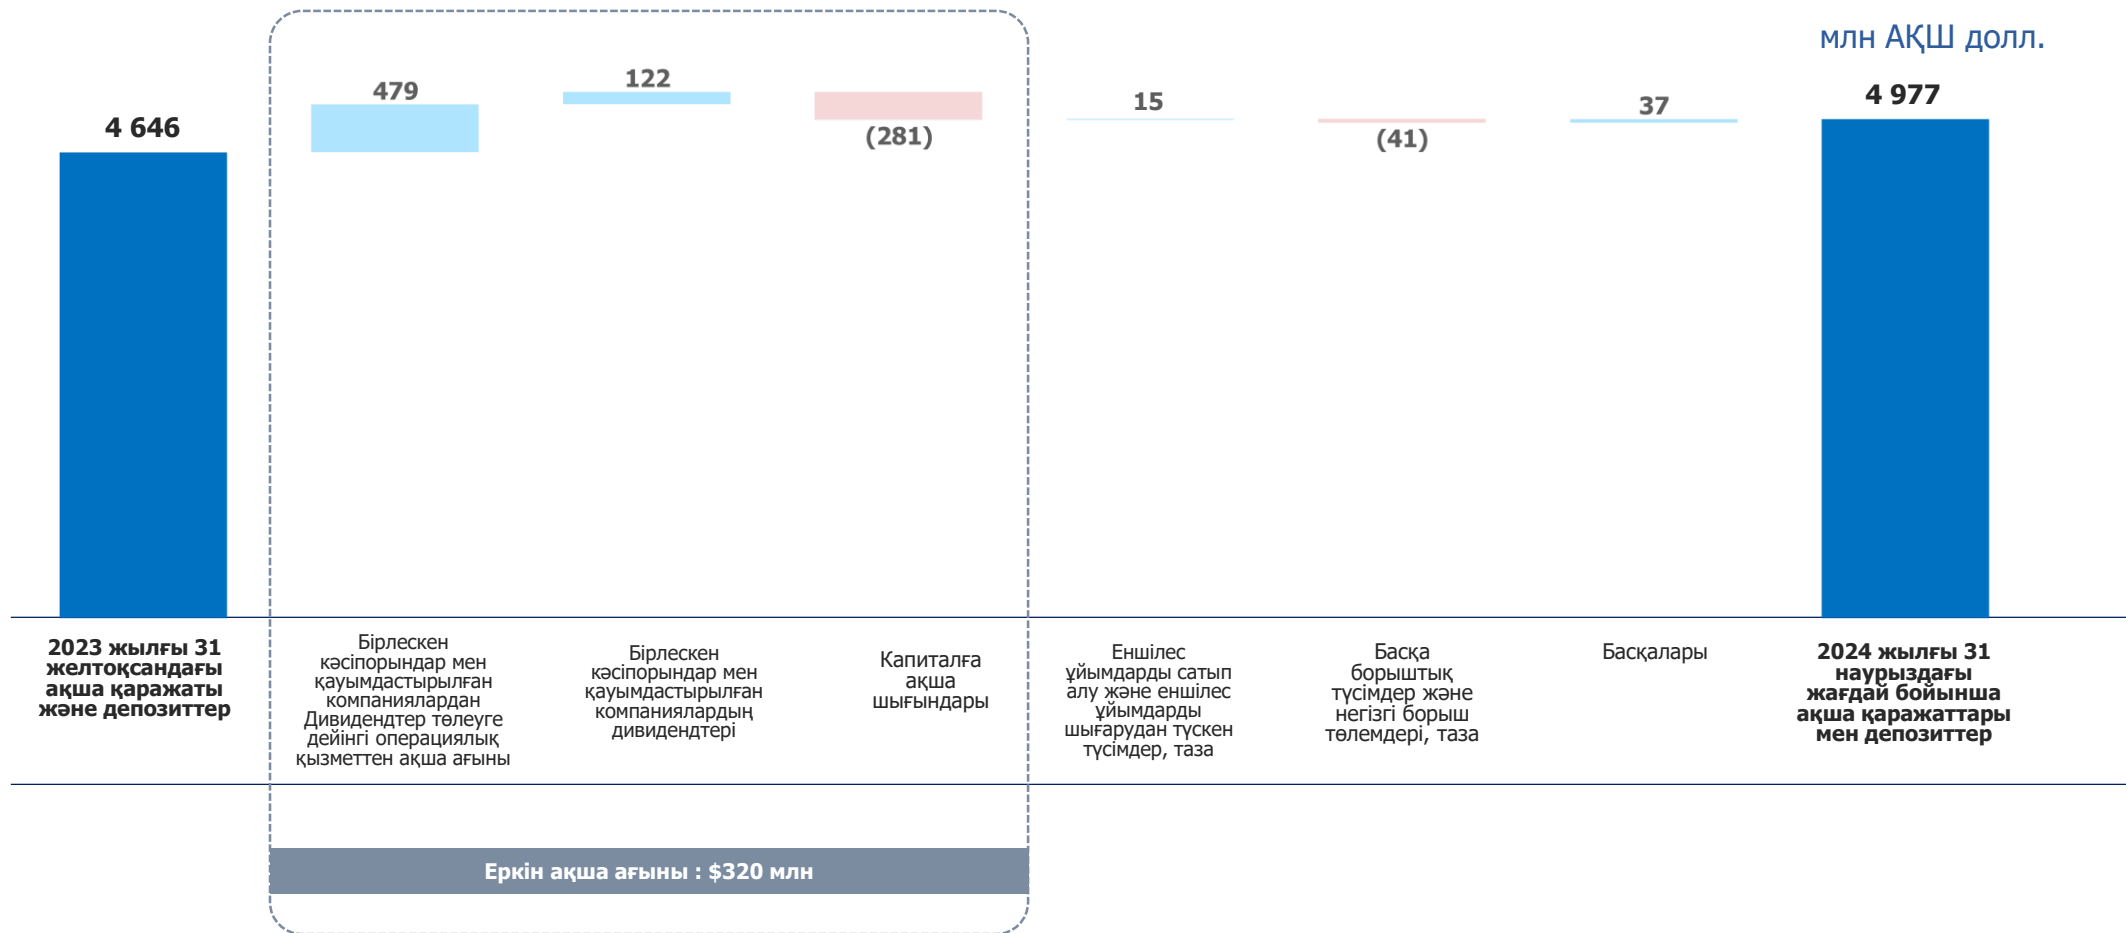 млн АҚШ долл.
4 646
479
122
(281)
15
(41)
37
4 977
2023 жылғы 31
желтоқсандағы
ақша қаражаты
және депозиттер
Бірлескен
кәсіпорындар мен
қауымдастырылған
компаниялардан
Дивидендтер төлеуге
дейінгі операциялық
қызметтен ақша ағыны
Бірлескен
кәсіпорындар мен
қауымдастырылған
компаниялардың
дивидендтері
Капиталға
ақша
шығындары
Еншілес
ұйымдарды сатып
алу және еншілес
ұйымдарды
шығарудан түскен
түсімдер, таза
Басқа
борыштық
түсімдер және
негізгі борыш
төлемдері, таза
Басқалары
2024 жылғы 31
наурыздағы
жағдай бойынша
ақша қаражаттары
мен депозиттер
Еркін ақша ағыны : $320 млн